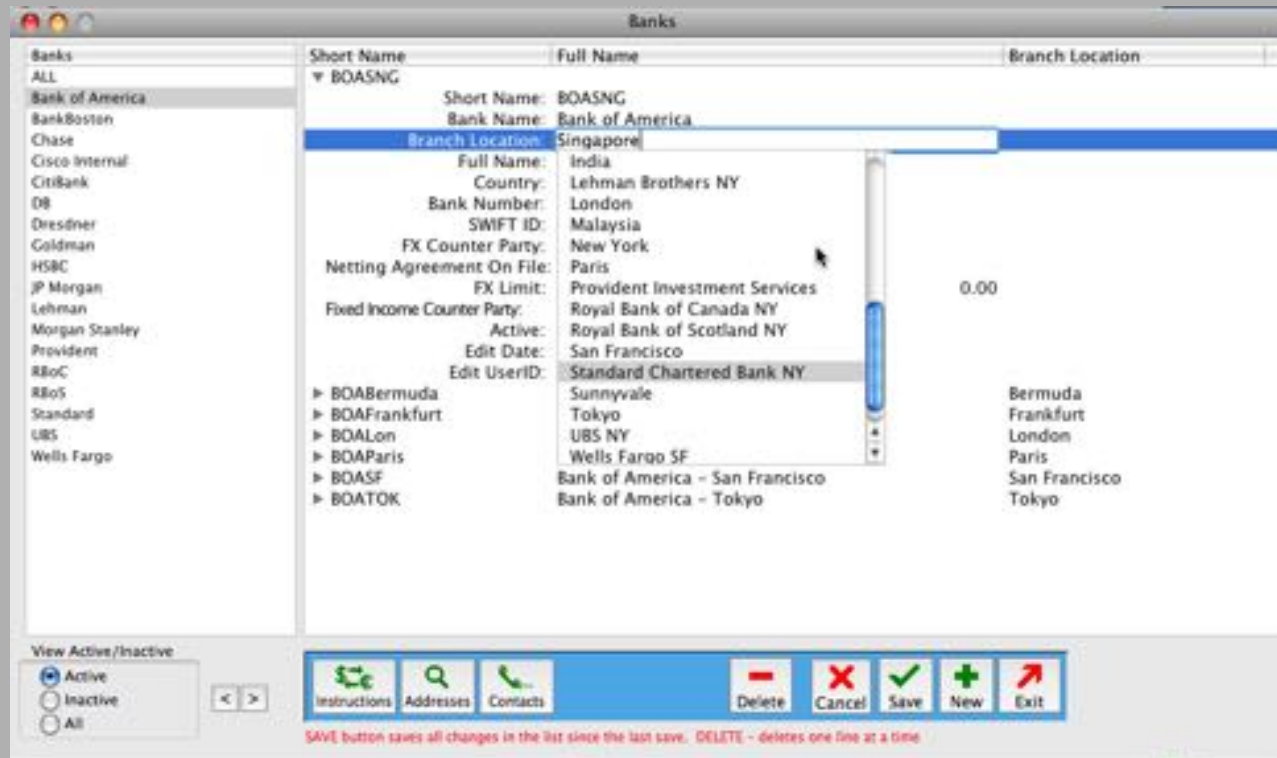 Banks
Banks
ALL
Bank of America
BankBoston
Chase
Cisco Internal
CitiBank
DB
Dresdner
Goldman
HSBC
JP Morgan
Lehman
Morgan Stanley
Provident
RBoC
RBoS
Standard
UBS
Wells Fargo
Short Name Full Name Branch Location
BOASNG
Short Name: BOASNG
Bank Name: Bank of America
Branch Location: Singapore
Full Name: India
Country: Lehman Brothers NY
Bank Number: London
SWIFT ID: Malaysia
FX Counter Party: New York
Netting Agreement On File: Paris
FX Limit: Provident Investment Services 0.00
Fixed Income Counter Party: Royal Bank of Canada NY
Active: Royal Bank of Scotland NY
Edit Date: San Francisco
Edit UserID: Standard Chartered Bank NY
BOABermuda Sunnyvale Bermuda
BOAFrankfurt Tokyo Frankfurt
BOALon UBS NY London
BOAParis Wells Fargo SF Paris
BOASF Bank of America - San Francisco San Francisco
BOATOK Bank of America - Tokyo Tokyo
View Active/Inactive
Active
Inactive
All
< >
Instructions Addresses Contacts Delete Cancel Save New Exit
SAVE button saves all changes in the list since the last save. DELETE - deletes one line at a time